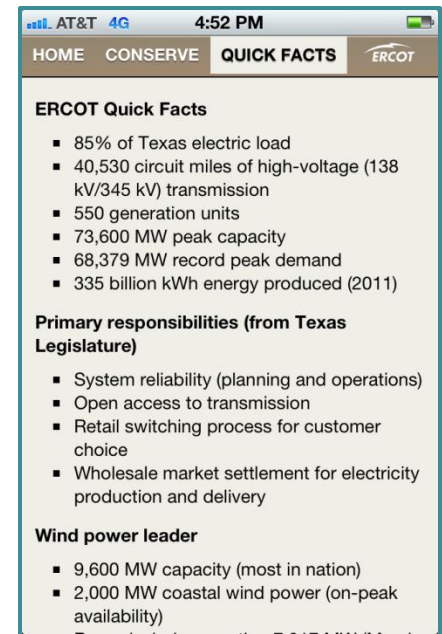 AT&T 4G 4:52 PM
HOME CONSERVE QUICK FACTS ERCOT
ERCOT Quick Facts
▪ 85% of Texas electric load
▪ 40,530 circuit miles of high-voltage (138
kV/345 kV) transmission
▪ 550 generation units
▪ 73,600 MW peak capacity
▪ 68,379 MW record peak demand
▪ 335 billion kWh energy produced (2011)
Primary responsibilities (from Texas
Legislature)
▪ System reliability (planning and operations)
▪ Open access to transmission
▪ Retail switching process for customer
choice
▪ Wholesale market settlement for electricity
production and delivery
Wind power leader
▪ 9,600 MW capacity (most in nation)
▪ 2,000 MW coastal wind power (on-peak
availability)